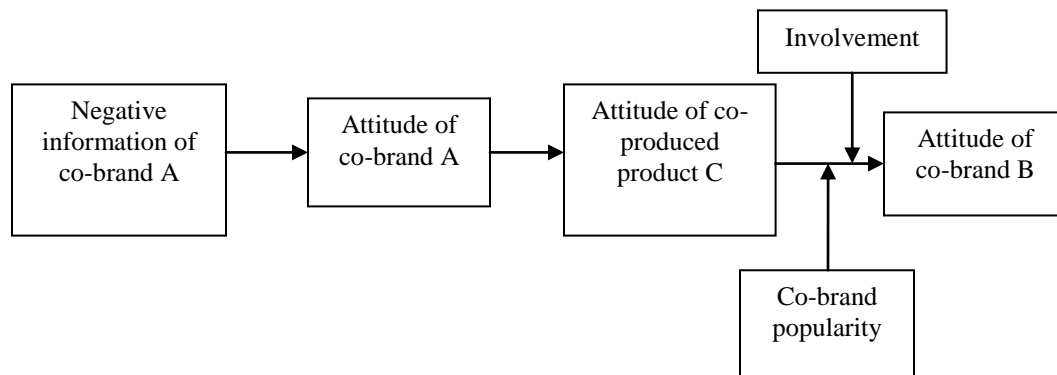 Involvement
Negative
information of
co-brand A
Attitude of
co-brand A
Attitude of co-
produced
product C
Attitude of
co-brand B
Co-brand
popularity